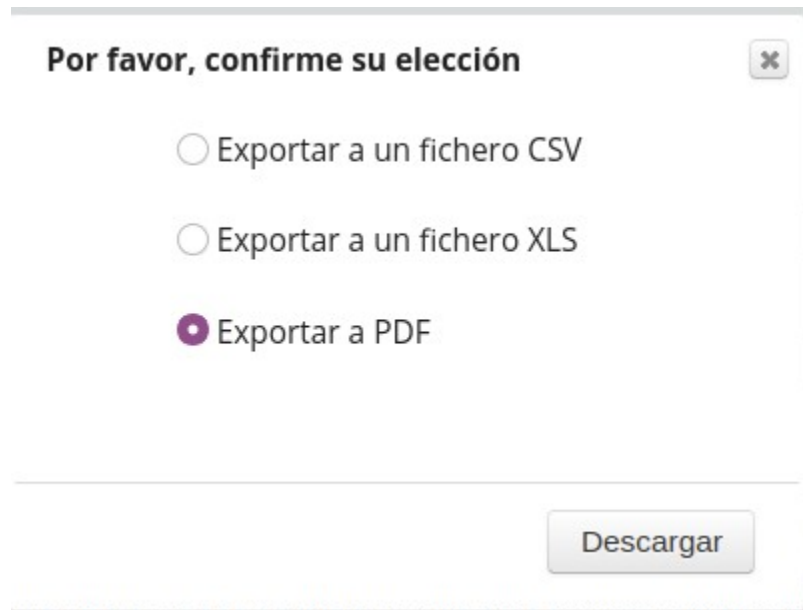 Por favor, confirme su elección
Exportar a un fichero CSV
Exportar a un fichero XLS
Exportar a PDF
Descargar